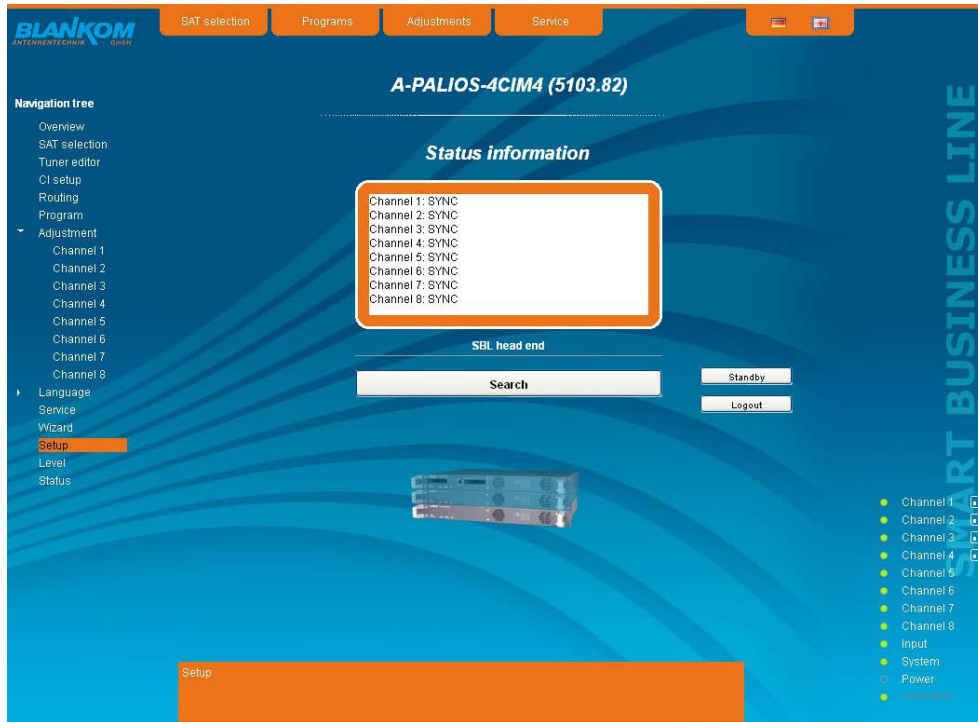 BLANKOM
ANTENNENTECHNIK GmbH
SAT selection
Programs
Adjustments
Service
A-PALIOS-4CIM4 (5103.82)
Navigation tree
Overview
SAT selection
Tuner editor
CI setup
Routing
Program
Adjustment
Channel 1
Channel 2
Channel 3
Channel 4
Channel 5
Channel 6
Channel 7
Channel 8
Language
Service
Wizard
Setup
Level
Status
Status information
Channel 1: SYNC
Channel 2: SYNC
Channel 3: SYNC
Channel 4: SYNC
Channel 5: SYNC
Channel 6: SYNC
Channel 7: SYNC
Channel 8: SYNC
SBL head end
Search
Standby
Logout
SMART BUSINESS LINE
Channel 1
Channel 2
Channel 3
Channel 4
Channel 5
Channel 6
Channel 7
Channel 8
Input
System
Power
Setup